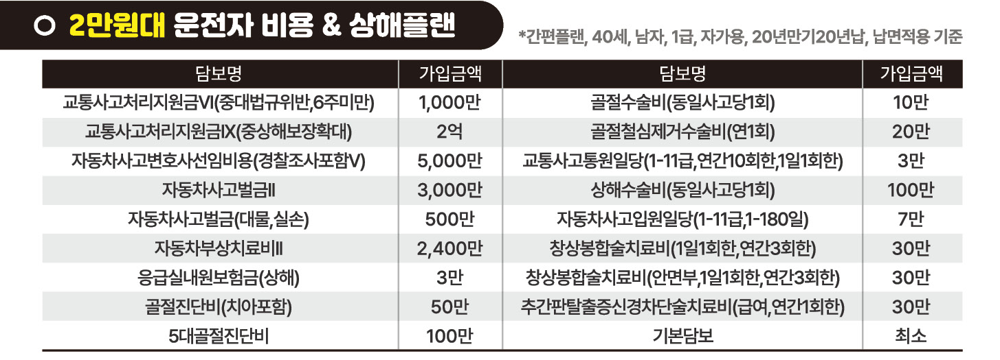 2만원대 운전자 비용 & 상해플랜
*간편플랜, 40세, 남자, 1급, 자가용, 20년만기20년납, 납면적용 기준
담보명 가입금액 담보명 가입금액
교통사고처리지원금VI(중대법규위반,6주미만) 1,000만 골절수술비(동일사고당1회) 10만
교통사고처리지원금IX(중상해보장확대) 2억 골절철심제거수술비(연1회) 20만
자동차사고변호사선임비용(경찰조사포함V) 5,000만 교통사고통원일당(1-11급,연간10회한,1일1회한) 3만
자동차사고벌금II 3,000만 상해수술비(동일사고당1회) 100만
자동차사고벌금(대물,실손) 500만 자동차사고입원일당(1-11급,1-180일) 7만
자동차부상치료비II 2,400만 창상봉합술치료비(1일1회한,연간3회한) 30만
응급실내원보험금(상해) 3만 창상봉합술치료비(안면부,1일1회한,연간3회한) 30만
골절진단비(치아포함) 50만 추간판탈출증신경차단술치료비(급여,연간1회한) 30만
5대골절진단비 100만 기본담보 최소